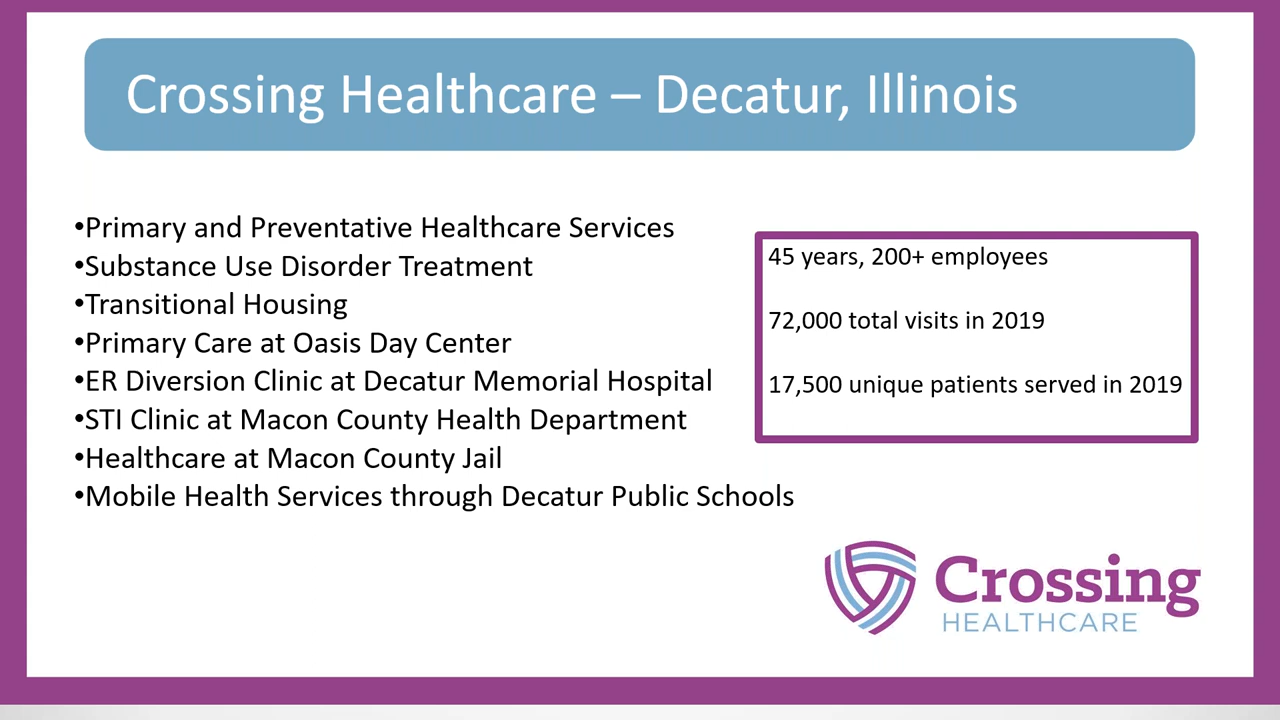 Crossing Healthcare – Decatur, Illinois
•Primary and Preventative Healthcare Services
•Substance Use Disorder Treatment
•Transitional Housing
•Primary Care at Oasis Day Center
•ER Diversion Clinic at Decatur Memorial Hospital
•STI Clinic at Macon County Health Department
•Healthcare at Macon County Jail
•Mobile Health Services through Decatur Public Schools
45 years, 200+ employees
72,000 total visits in 2019
17,500 unique patients served in 2019
Crossing
HEALTHCARE